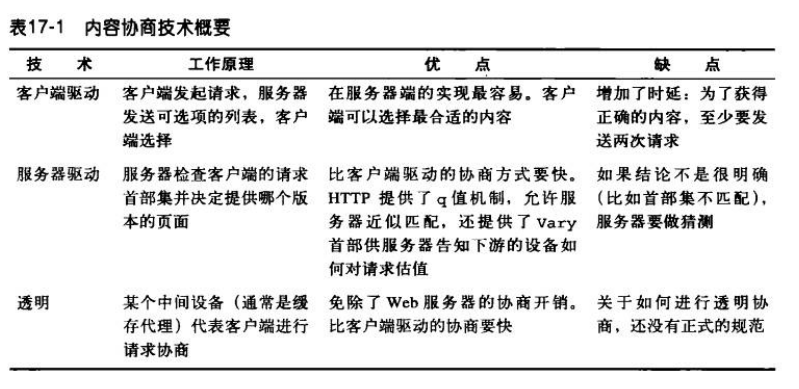 表17-1 内容协商技术概要
技 术 工作原理 优 点 缺 点
客户端驱动 客户端发起请求，服务器 在服务器端的实现最容易。客户 增加了时延：为了获得
发送可选项的列表，客户 端可以选择最合适的内容 正确的内容，至少要发
端选择 送两次请求
服务器驱动 服务器检查客户端的请求 比客户端驱动的协商方式要快。 如果结论不是很明确
首部集并决定提供哪个版 HTTP 提供了 q 值机制，允许服 （比如首部集不匹配），
本的页面 务器近似匹配，还提供了 Vary 服务器要做猜测
首部供服务器告知下游的设备如
何对请求估值
透明 某个中间设备（通常是缓 免除了 Web 服务器的协商开销。 关于如何进行透明协
存代理）代表客户端进行 比客户端驱动的协商要快 商，还没有正式的规范
请求协商